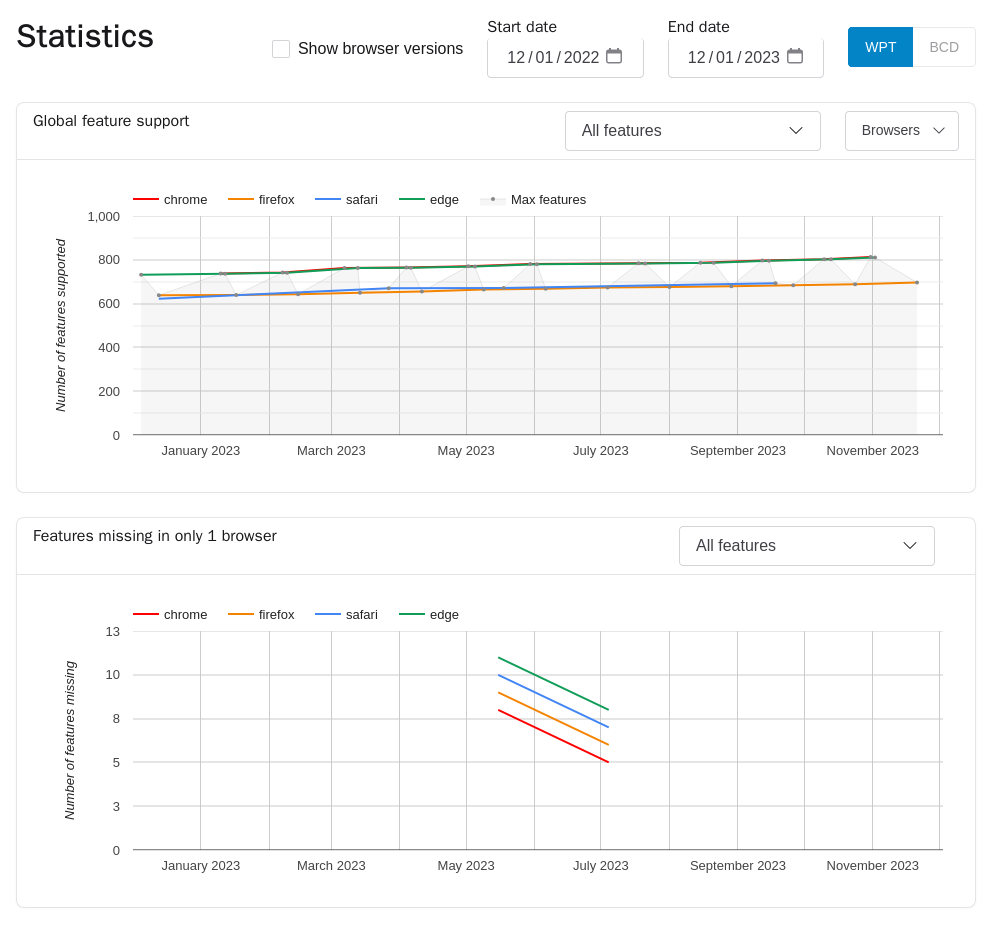 Statistics
Show browser versions
Start date
12/01/2022
End date
12/01/2023
WPT
BCD
Global feature support
All features
Browsers
chrome
firefox
safari
edge
Max features
Number of features supported
1,000
800
600
400
200
0
January 2023
March 2023
May 2023
July 2023
September 2023
November 2023
Features missing in only 1 browser
All features
chrome
firefox
safari
edge
Number of features missing
13
10
8
5
3
0
January 2023
March 2023
May 2023
July 2023
September 2023
November 2023